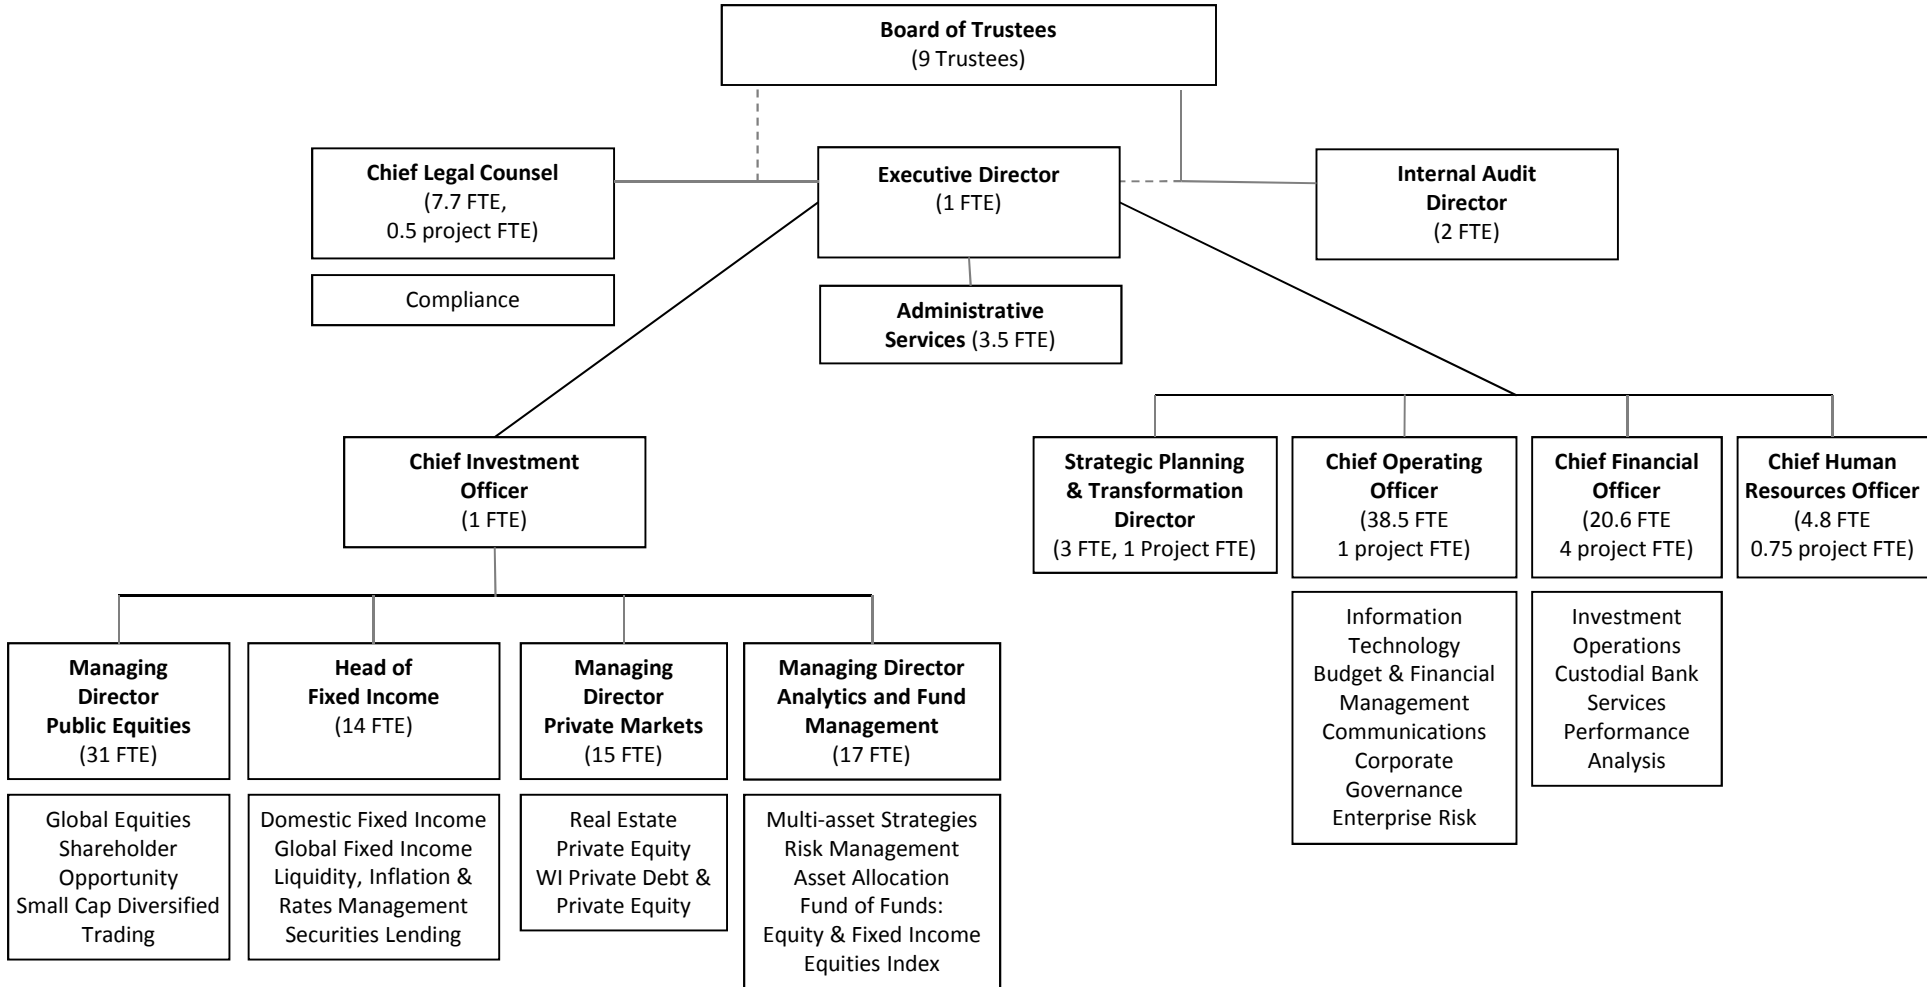 Board of Trustees
(9 Trustees)
Chief Legal Counsel
(7.7 FTE,
0.5 project FTE)
Compliance
Executive Director
(1 FTE)
Administrative
Services (3.5 FTE)
Internal Audit
Director
(2 FTE)
Chief Investment
Officer
(1 FTE)
Strategic Planning
& Transformation
Director
(3 FTE, 1 Project FTE)
Chief Operating
Officer
(38.5 FTE
1 project FTE)
Information
Technology
Budget & Financial
Management
Communications
Corporate
Governance
Enterprise Risk
Chief Financial
Officer
(20.6 FTE
4 project FTE)
Investment
Operations
Custodial Bank
Services
Performance
Analysis
Chief Human
Resources Officer
(4.8 FTE
0.75 project FTE)
Managing
Director
Public Equities
(31 FTE)
Global Equities
Shareholder
Opportunity
Small Cap Diversified
Trading
Head of
Fixed Income
(14 FTE)
Domestic Fixed Income
Global Fixed Income
Liquidity, Inflation &
Rates Management
Securities Lending
Managing
Director
Private Markets
(15 FTE)
Real Estate
Private Equity
WI Private Debt &
Private Equity
Managing Director
Analytics and Fund
Management
(17 FTE)
Multi-asset Strategies
Risk Management
Asset Allocation
Fund of Funds:
Equity & Fixed Income
Equities Index